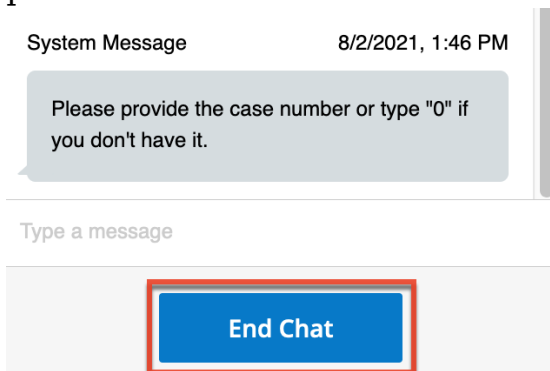 System Message 8/2/2021, 1:46 PM
Please provide the case number or type "0" if
you don't have it.
Type a message
End Chat